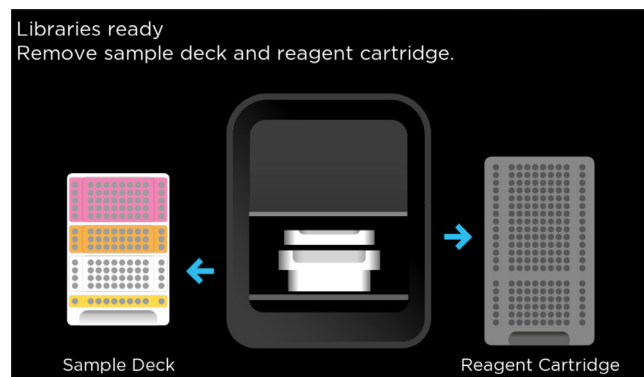 Libraries ready
Remove sample deck and reagent cartridge.
Sample Deck
Reagent Cartridge